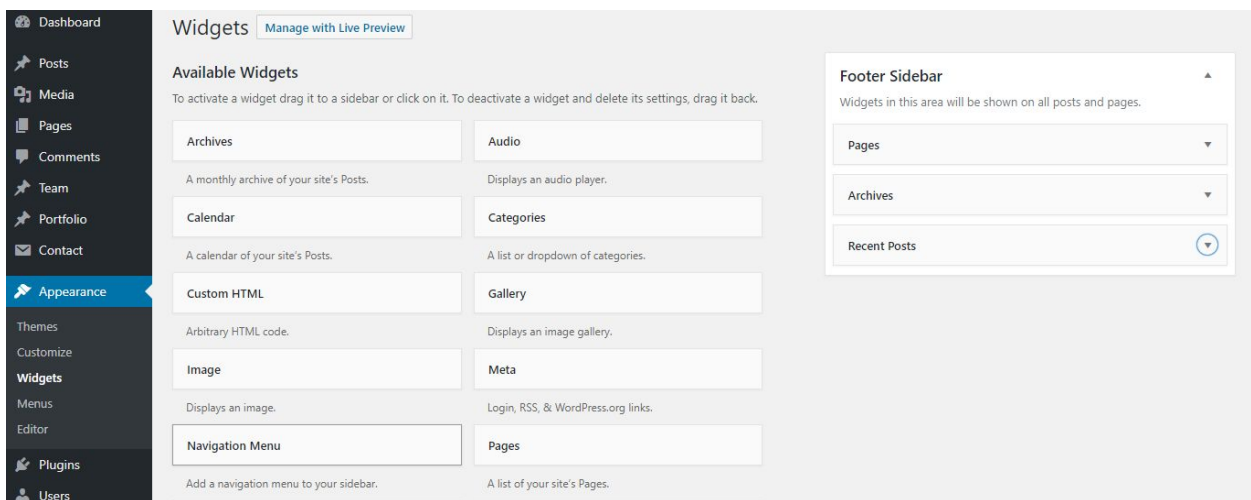 Dashboard
Posts
Media
Pages
Comments
Team
Portfolio
Contact
Appearance
Themes
Customize
Widgets
Menus
Editor
Plugins
Users
Widgets Manage with Live Preview
Available Widgets
To activate a widget drag it to a sidebar or click on it. To deactivate a widget and delete its settings, drag it back.
Archives Audio
A monthly archive of your site's Posts. Displays an audio player.
Calendar Categories
A calendar of your site's Posts. A list or dropdown of categories.
Custom HTML Gallery
Arbitrary HTML code. Displays an image gallery.
Image Meta
Displays an image. Login, RSS, & WordPress.org links.
Navigation Menu Pages
Add a navigation menu to your sidebar. A list of your site's Pages.
Footer Sidebar
Widgets in this area will be shown on all posts and pages.
Pages
Archives
Recent Posts